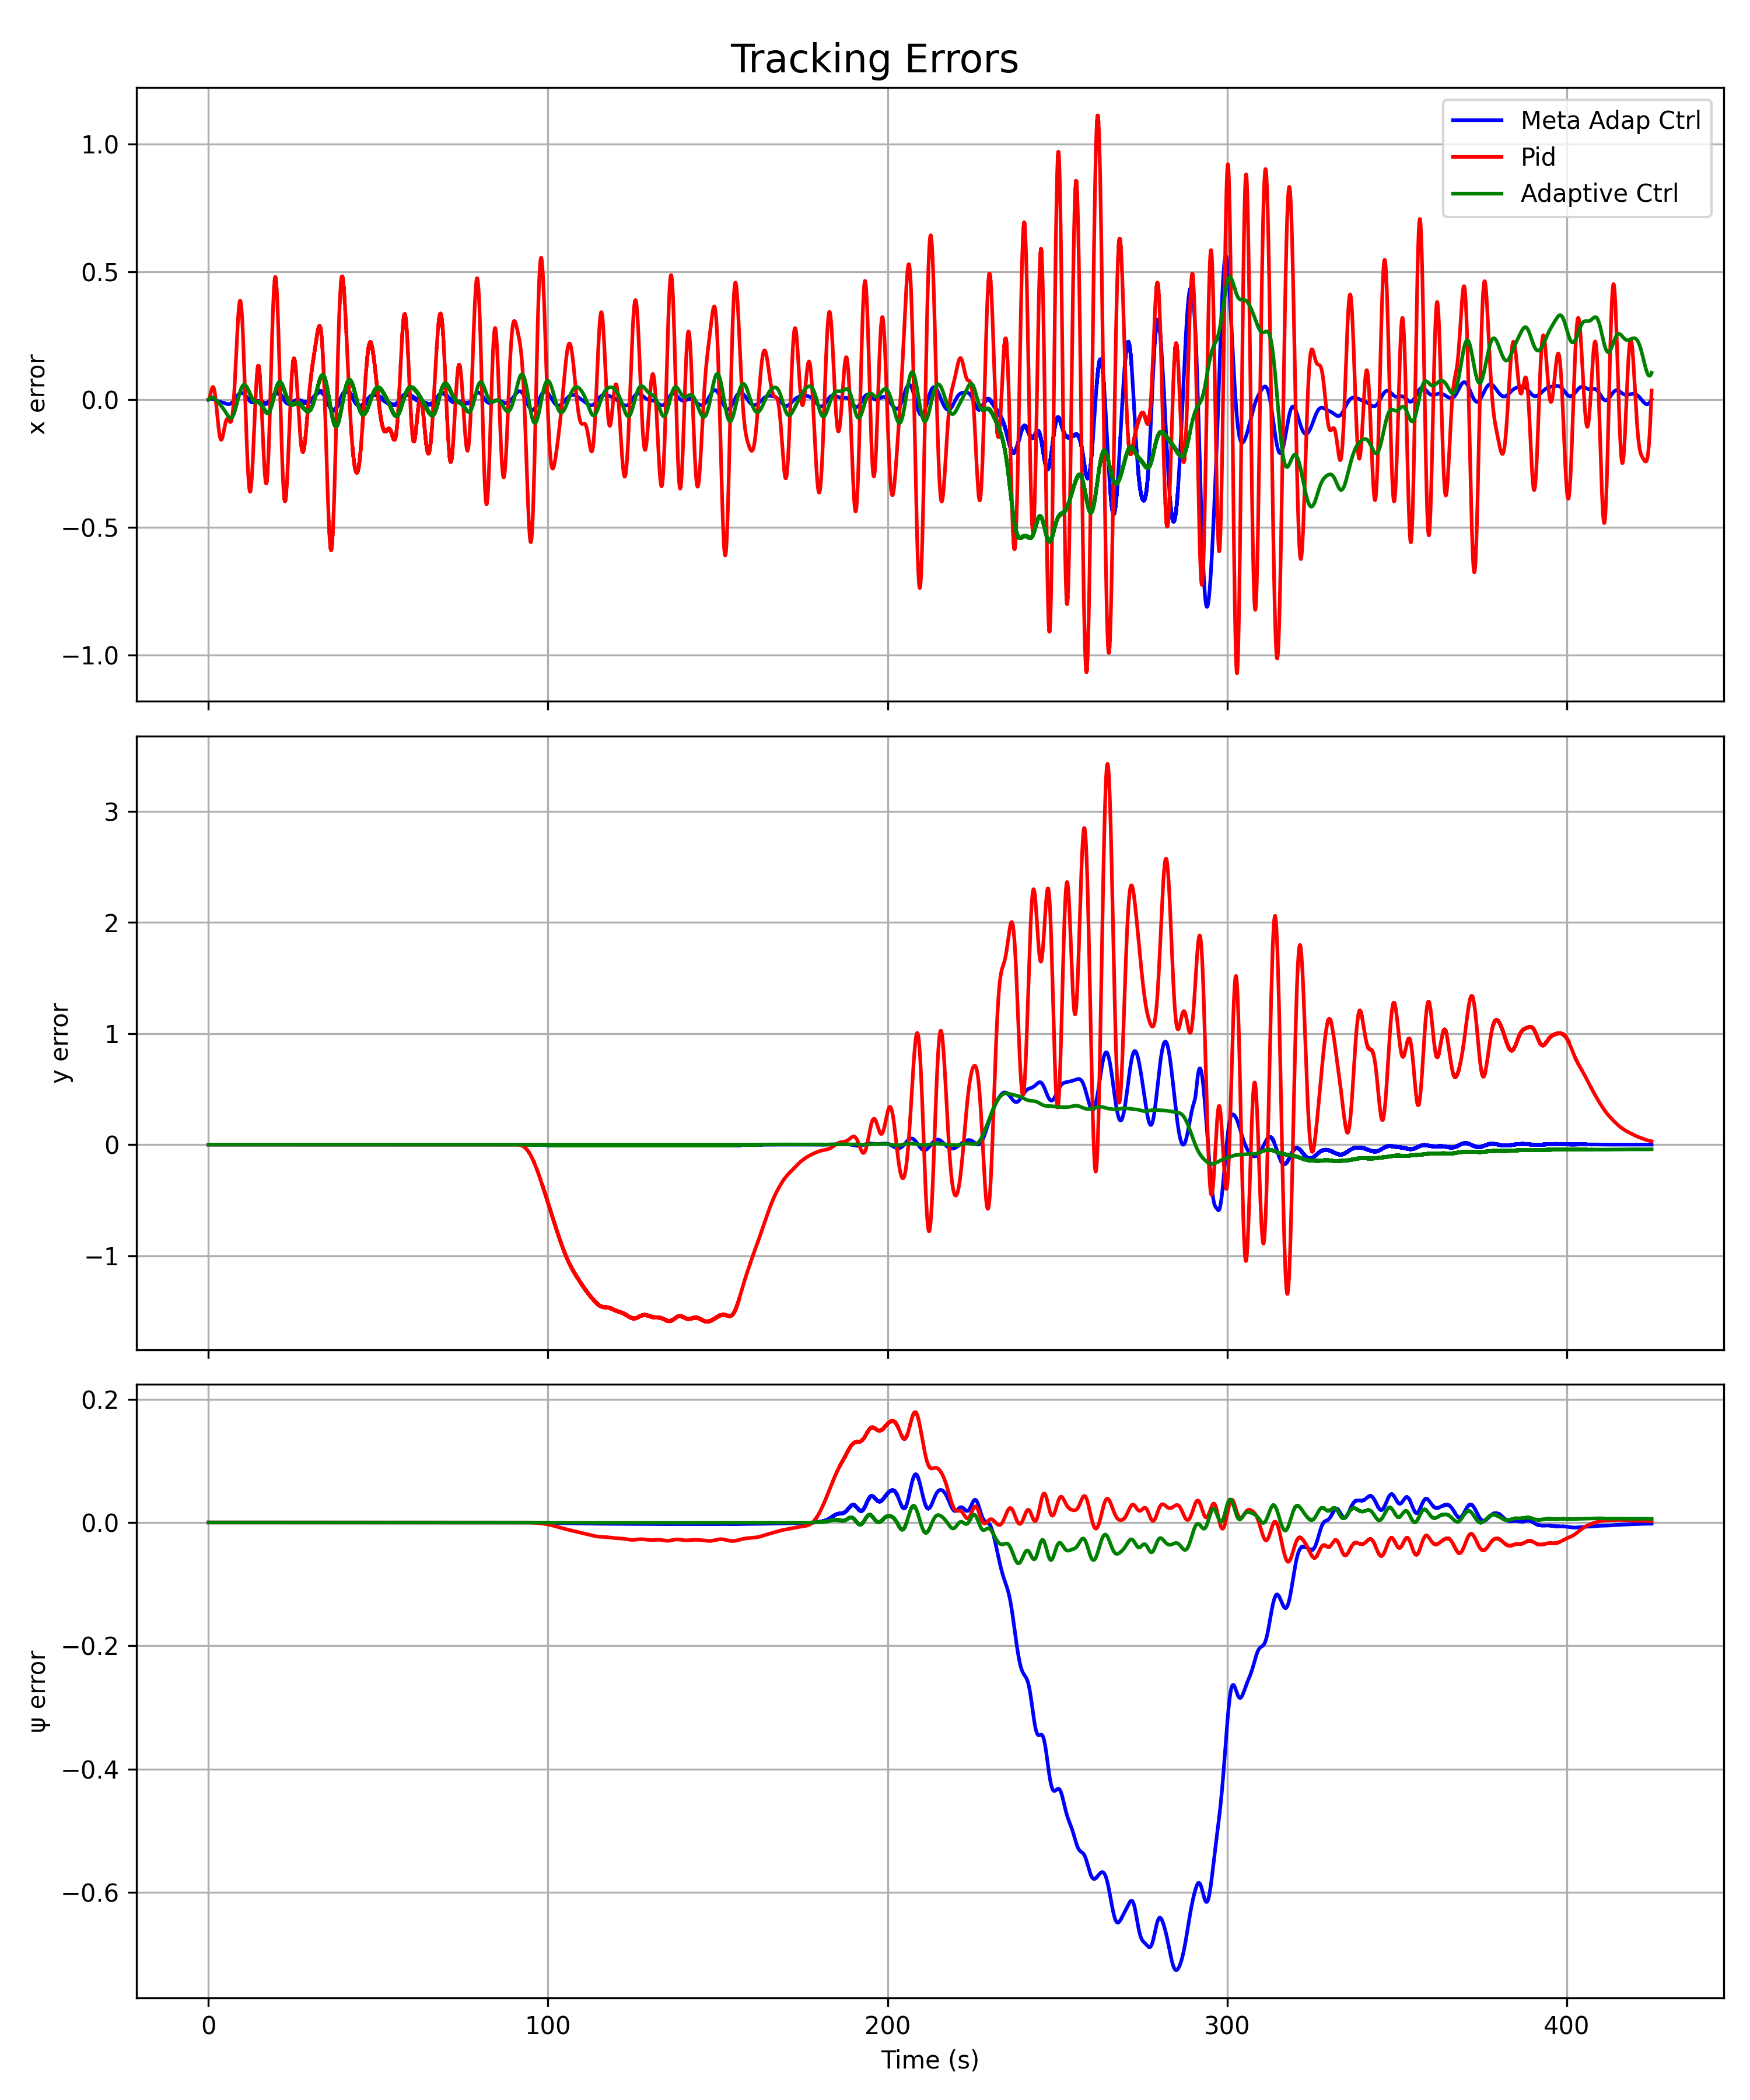 Tracking Errors
1.0
0.5
0.0
−0.5
−1.0
x error
Meta Adap Ctrl
Pid
Adaptive Ctrl
3
2
1
0
−1
y error
0.2
0.0
−0.2
−0.4
−0.6
ψ error
0 100 200 300 400
Time (s)